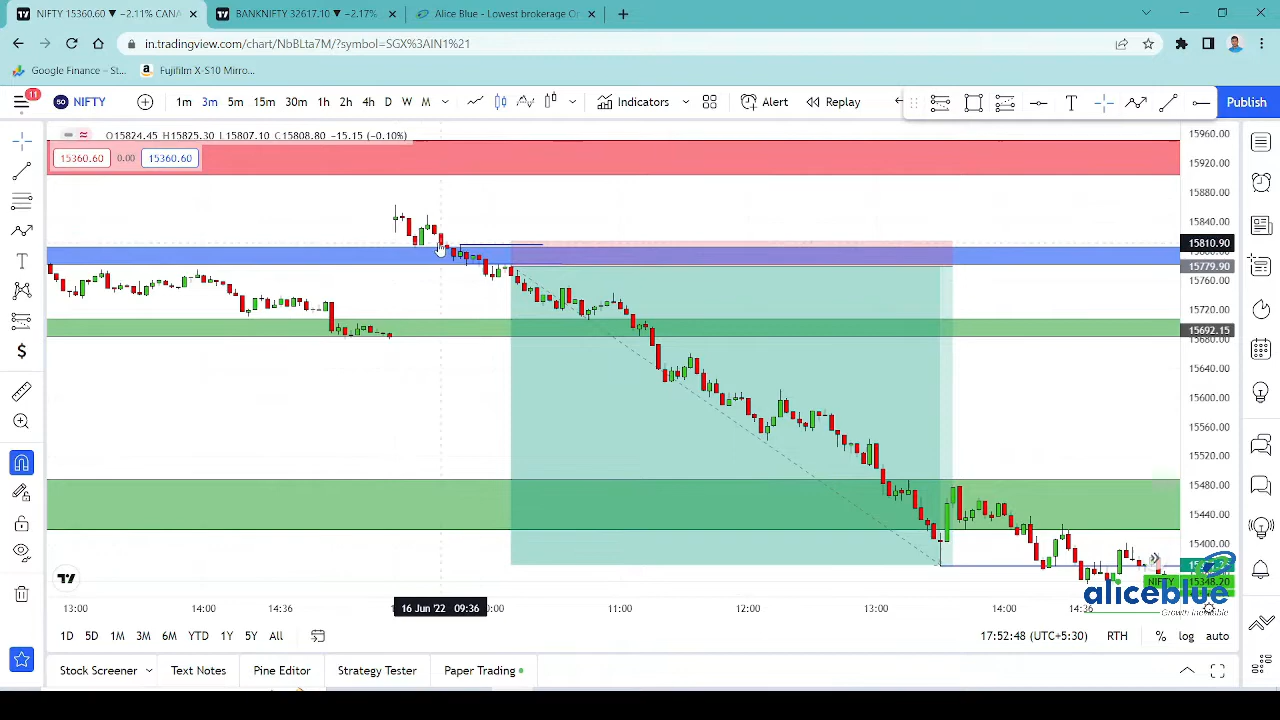 NIFTY 15360.60 ▼ −2.11% CANA
BANKNIFTY 32617.10 ▼ −2.17%
Alice Blue - Lowest brokerage On
in.tradingview.com/chart/NbBLta7M/?symbol=SGX%3AIN1%21
Google Finance – St...
Fujifilm X-S10 Mirro...
11
50 NIFTY
1m 3m 5m 15m 30m 1h 2h 4h D W M
Indicators
Alert
Replay
T
Publish
O15824.45 H15825.30 L15807.10 C15808.80 −15.15 (−0.10%)
15360.60 0.00 15360.60
15960.00
15920.00
15880.00
15840.00
15810.90
15779.90
15760.00
15720.00
15692.15
15680.00
15640.00
15600.00
15560.00
15520.00
15480.00
15440.00
15400.00
NIFTY 15348.20
aliceblue
13:00 14:00 14:36 16 Jun '22 09:36 11:00 12:00 13:00 14:00 14:36
1D 5D 1M 3M 6M YTD 1Y 5Y All
17:52:48 (UTC+5:30) RTH % log auto
Stock Screener Text Notes Pine Editor Strategy Tester Paper Trading